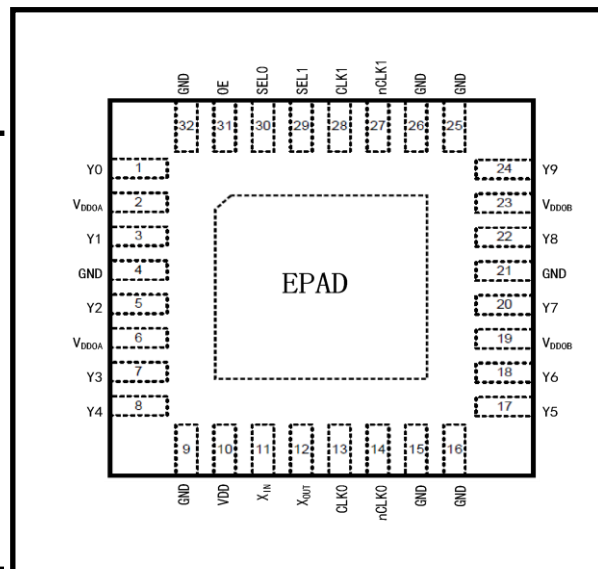 GND OE SEL0 SEL1 CLK1 nCLK1 GND GND
32 31 30 29 28 27 26 25
Y0 1 24 Y9
VDDOA 2 23 VDDOB
Y1 3 22 Y8
GND 4 21 GND
EPAD
Y2 5 20 Y7
VDDOA 6 19 VDDOB
Y3 7 18 Y6
Y4 8 17 Y5
9 10 11 12 13 14 15 16
GND VDD XIN XOUT CLK0 nCLK0 GND GND